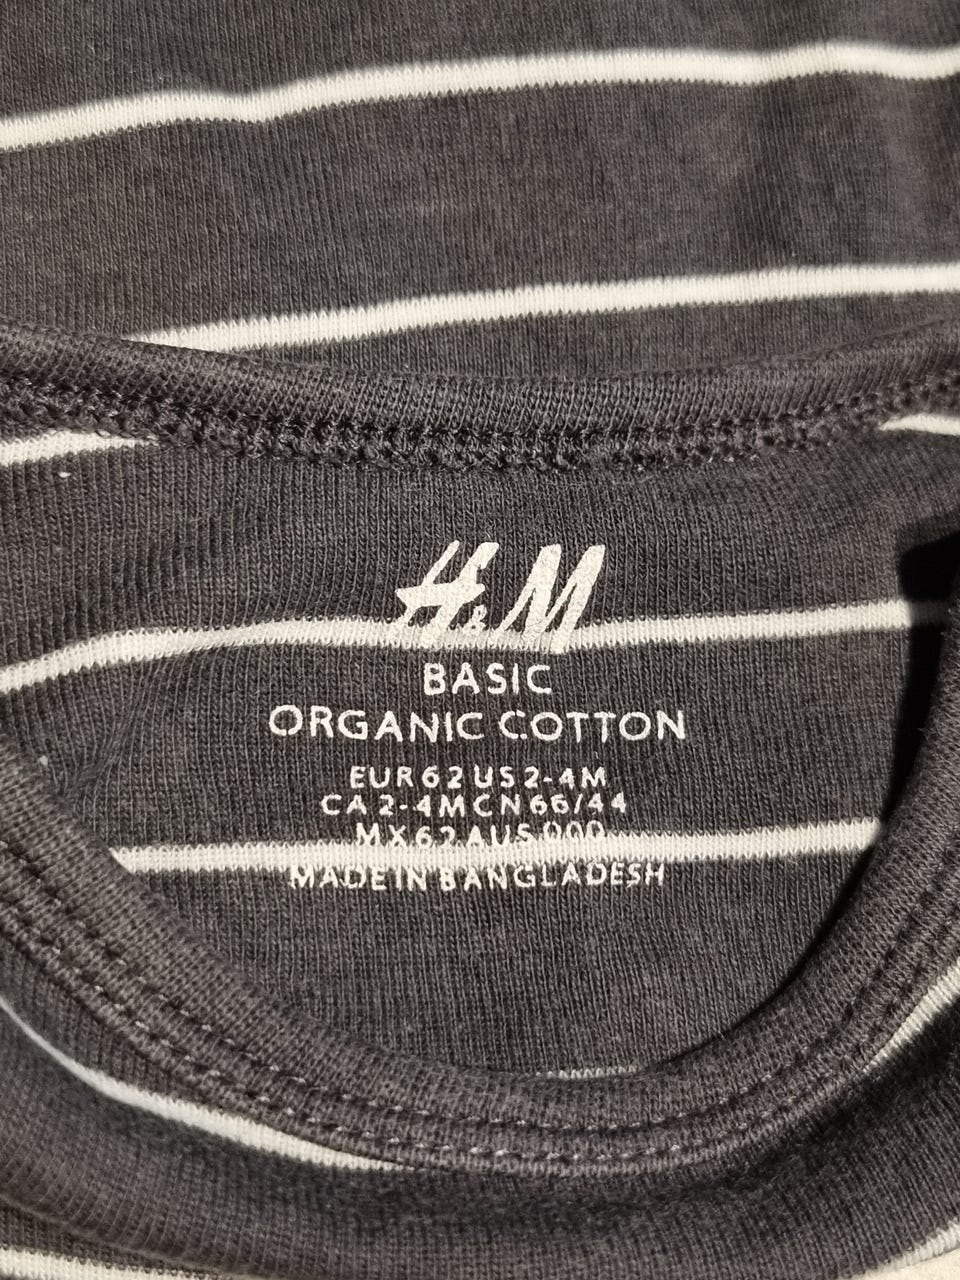 H&M
BASIC
ORGANIC COTTON
EUR 62 US 2-4M
CA 2-4M CN 66/44
MX 62 AUS 000
MADE IN BANGLADESH